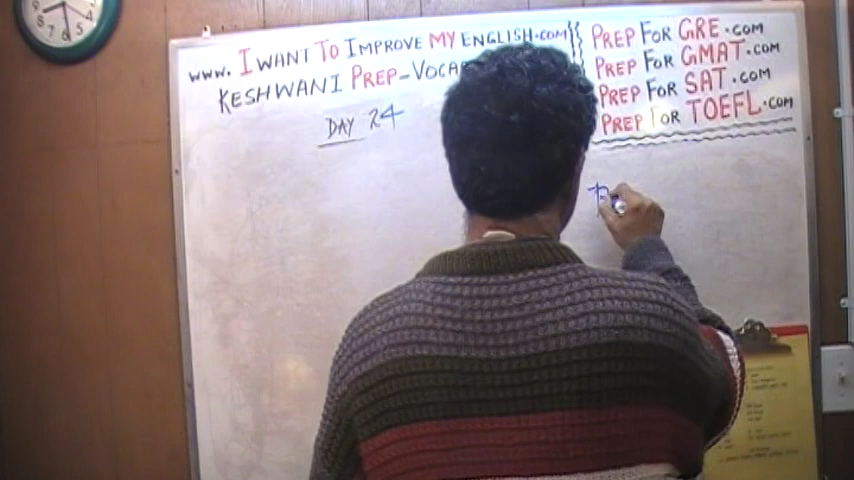 www. I WANT TO IMPROVE MY ENGLISH.COM
KESHWANI PREP-VOCA
DAY 24
PREP FOR GRE.COM
PREP FOR GMAT.COM
PREP FOR SAT.COM
PREP FOR TOEFL.COM